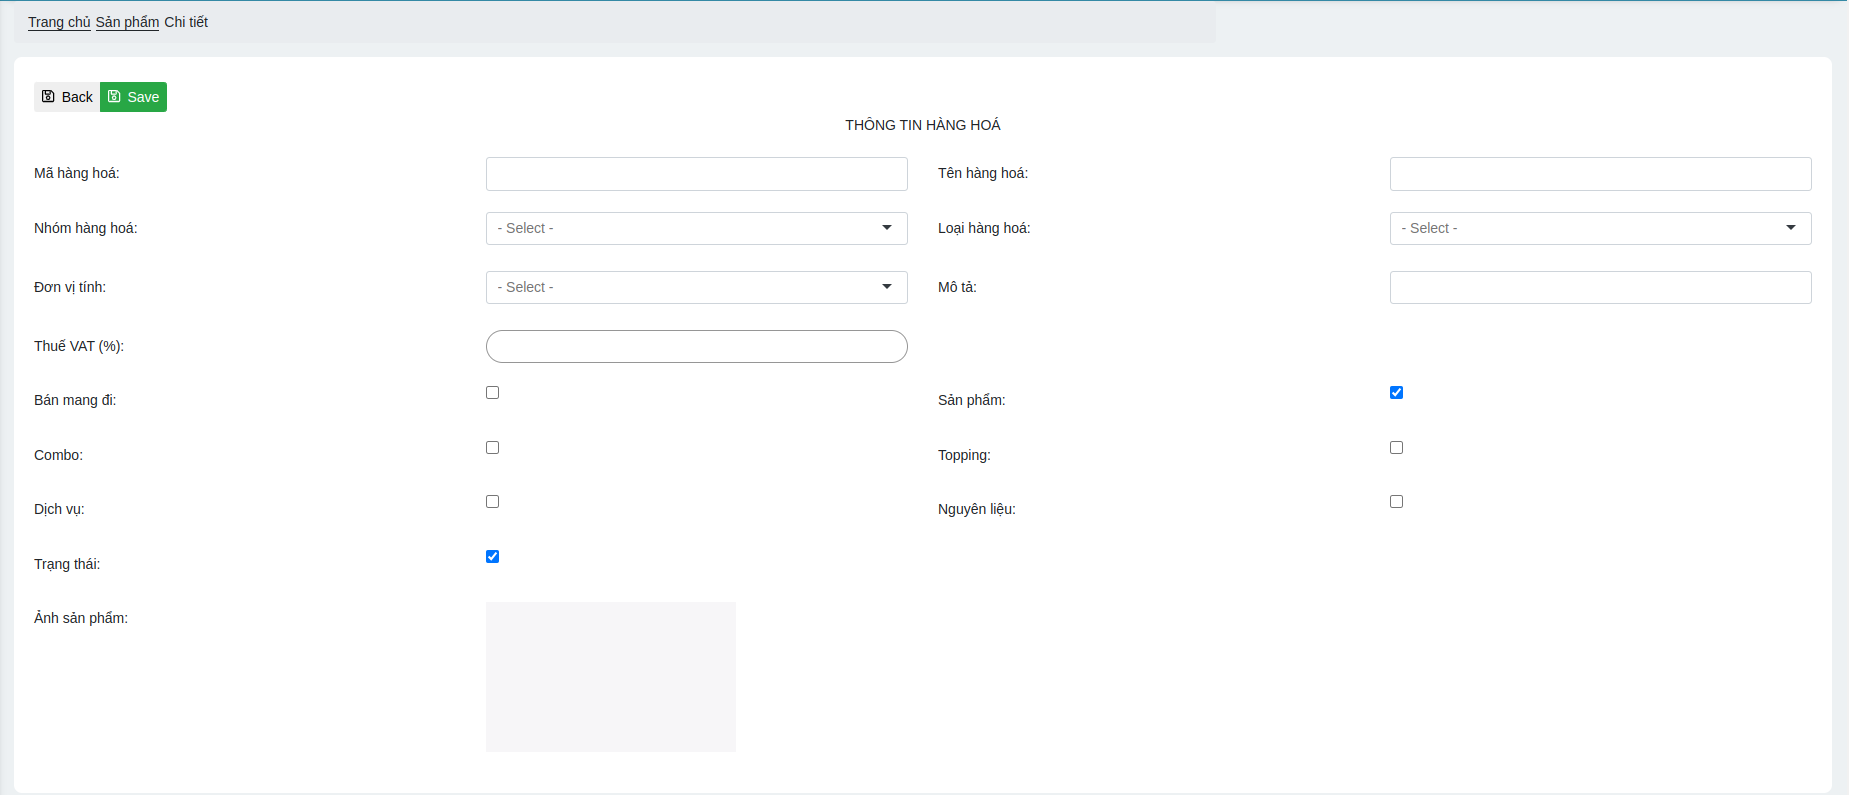 Trang chủ Sản phẩm Chi tiết
Back Save
THÔNG TIN HÀNG HOÁ
Mã hàng hoá: Tên hàng hoá:
Nhóm hàng hoá: - Select - Loại hàng hoá: - Select -
Đơn vị tính: - Select - Mô tả:
Thuế VAT (%):
Bán mang đi: Sản phẩm:
Combo: Topping:
Dịch vụ: Nguyên liệu:
Trạng thái:
Ảnh sản phẩm: